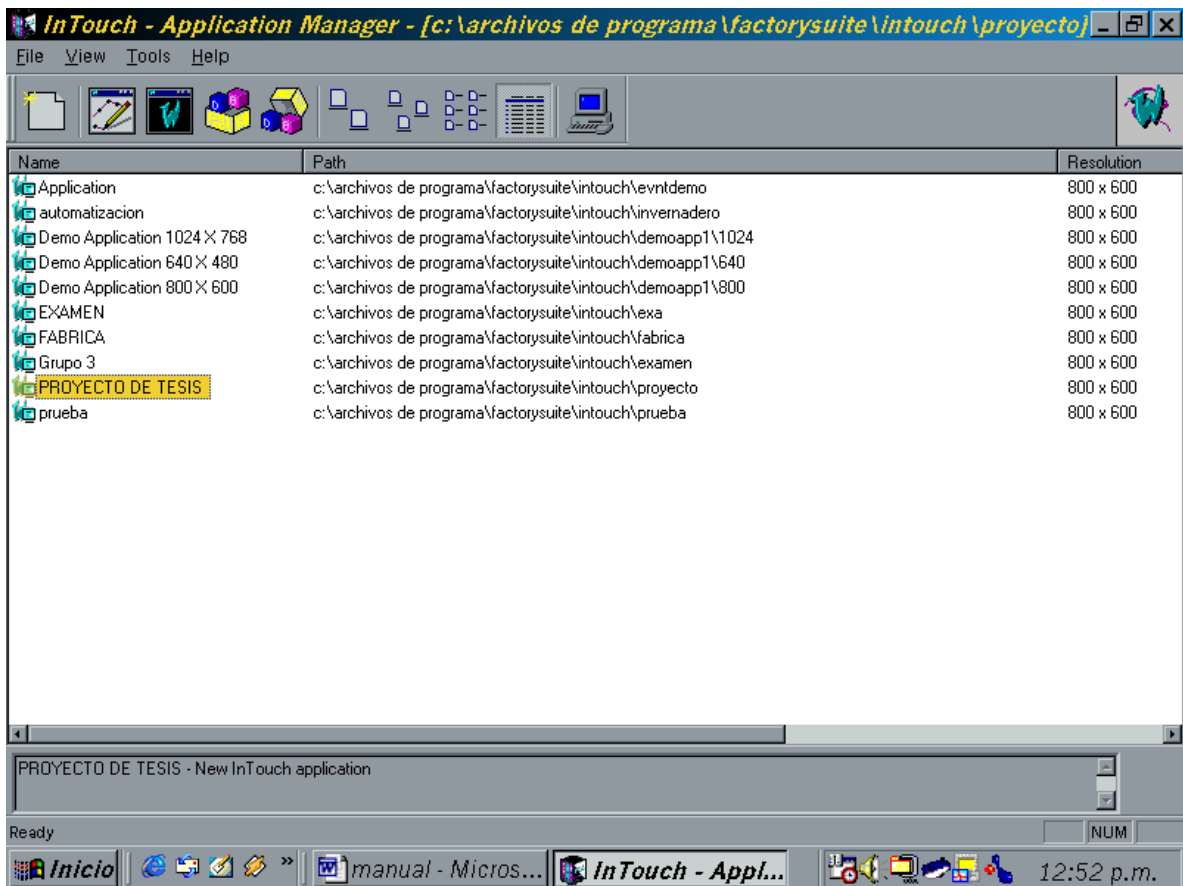 InTouch - Application Manager - [c:\archivos de programa\factorysuite\intouch\proyecto]
File View Tools Help
Name Path Resolution
Application c:\archivos de programa\factorysuite\intouch\evntdemo 800 x 600
automatizacion c:\archivos de programa\factorysuite\intouch\invernadero 800 x 600
Demo Application 1024 X 768 c:\archivos de programa\factorysuite\intouch\demoapp1\1024 800 x 600
Demo Application 640 X 480 c:\archivos de programa\factorysuite\intouch\demoapp1\640 800 x 600
Demo Application 800 X 600 c:\archivos de programa\factorysuite\intouch\demoapp1\800 800 x 600
EXAMEN c:\archivos de programa\factorysuite\intouch\exa 800 x 600
FABRICA c:\archivos de programa\factorysuite\intouch\fabrica 800 x 600
Grupo 3 c:\archivos de programa\factorysuite\intouch\examen 800 x 600
PROYECTO DE TESIS c:\archivos de programa\factorysuite\intouch\proyecto 800 x 600
prueba c:\archivos de programa\factorysuite\intouch\prueba 800 x 600
PROYECTO DE TESIS - New InTouch application
Ready NUM
Inicio » manual - Micros... InTouch - Appl... 12:52 p.m.